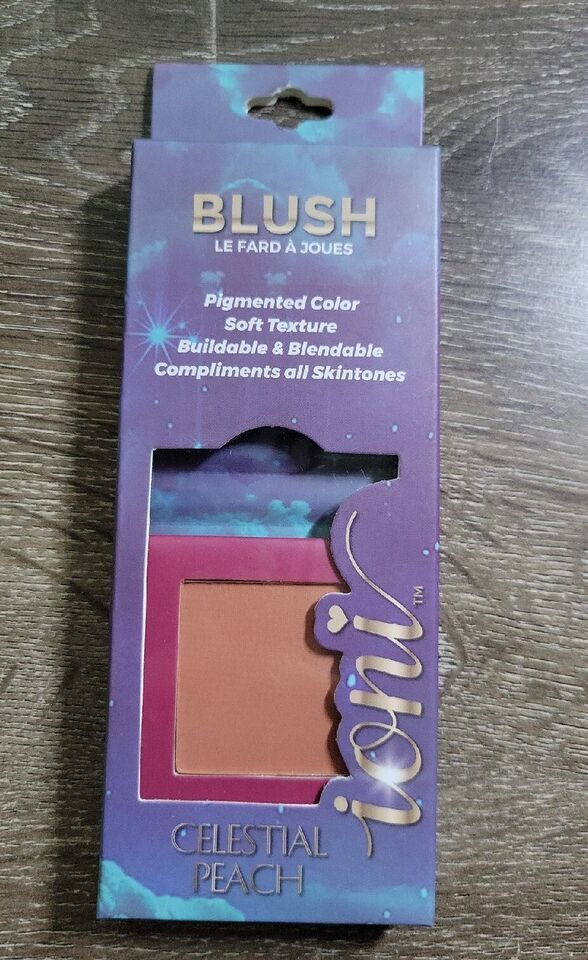 BLUSH
LE FARD À JOUES
Pigmented Color
Soft Texture
Buildable & Blendable
Compliments all Skintones
ioni™
CELESTIAL
PEACH